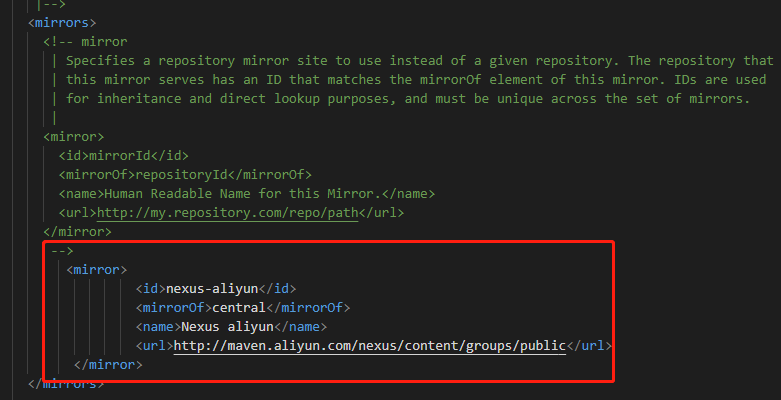 |-->
<mirrors>
<!-- mirror
| Specifies a repository mirror site to use instead of a given repository. The repository that
| this mirror serves has an ID that matches the mirrorOf element of this mirror. IDs are used
| for inheritance and direct lookup purposes, and must be unique across the set of mirrors.
|
<mirror>
<id>mirrorId</id>
<mirrorOf>repositoryId</mirrorOf>
<name>Human Readable Name for this Mirror.</name>
<url>http://my.repository.com/repo/path</url>
</mirror>
-->
<mirror>
<id>nexus-aliyun</id>
<mirrorOf>central</mirrorOf>
<name>Nexus aliyun</name>
<url>http://maven.aliyun.com/nexus/content/groups/public</url>
</mirror>
</mirrors>